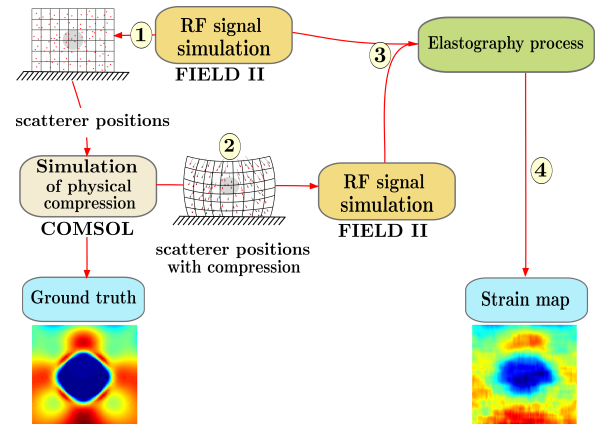 1
RF signal
simulation
FIELD II
3
Elastography process
scatterer positions
2
Simulation
of physical
compression
COMSOL
RF signal
simulation
FIELD II
4
scatterer positions
with compression
Ground truth
Strain map